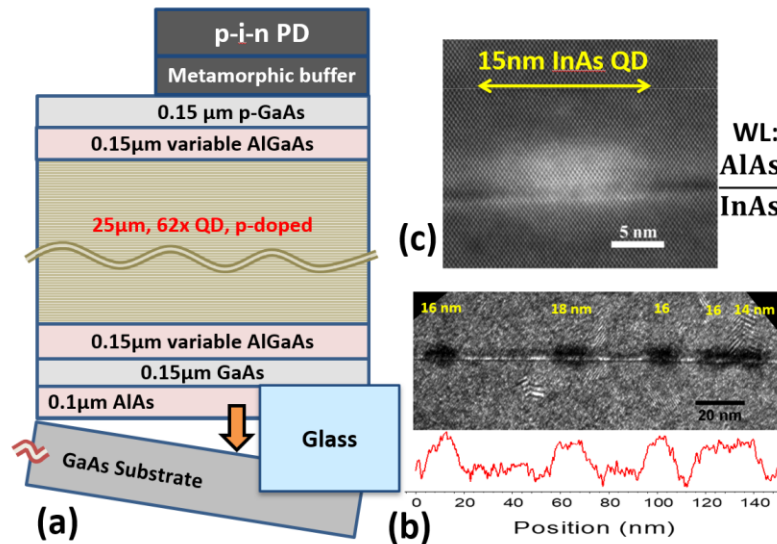 p-i-n PD
Metamorphic buffer
0.15 µm p-GaAs
0.15µm variable AlGaAs
25µm, 62x QD, p-doped
0.15µm variable AlGaAs
0.15µm GaAs
0.1µm AlAs
Glass
GaAs Substrate
(a)
15nm InAs QD
WL:
AlAs
InAs
5 nm
(c)
16 nm
18 nm
16
16
14 nm
20 nm
0 20 40 60 80 100 120 140
Position (nm)
(b)